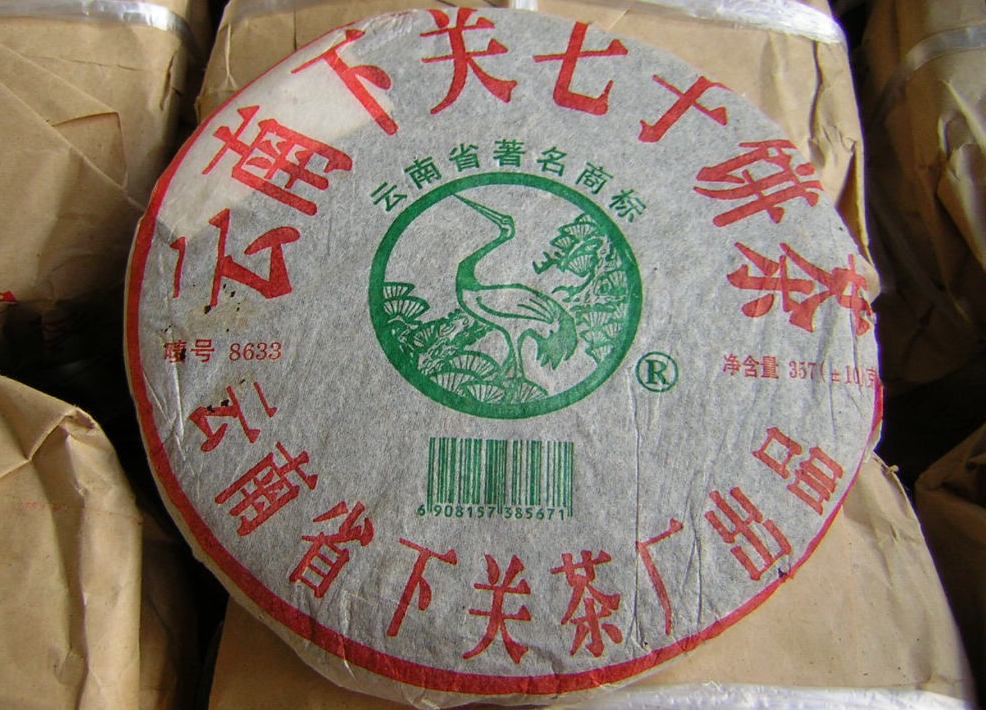 云南下关七子饼茶
云南省著名商标
®
唛号 8633
净含量 357(±10)克
6 908157 385671
云南省下关茶厂出品